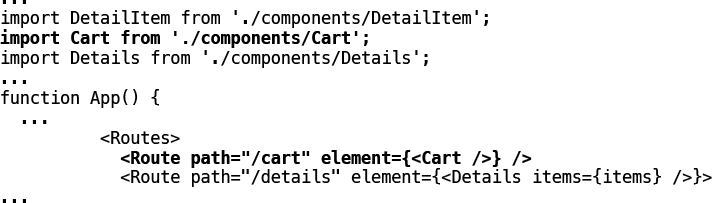 ...
import DetailItem from './components/DetailItem';
import Cart from './components/Cart';
import Details from './components/Details';
...
function App() {
  ...
          <Routes>
            <Route path="/cart" element={<Cart />} />
            <Route path="/details" element={<Details items={items} />}>
...